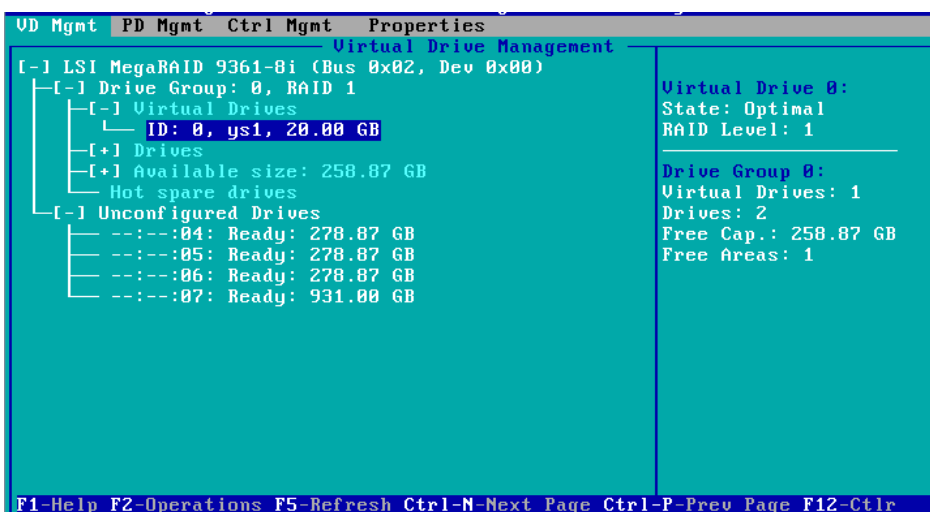 VD Mgmt PD Mgmt Ctrl Mgmt Properties
Virtual Drive Management
[-] LSI MegaRAID 9361-8i (Bus 0x02, Dev 0x00)
[-] Drive Group: 0, RAID 1
[-] Virtual Drives
ID: 0, ys1, 20.00 GB
[+] Drives
[+] Available size: 258.87 GB
Hot spare drives
[-] Unconfigured Drives
--:--:04: Ready: 278.87 GB
--:--:05: Ready: 278.87 GB
--:--:06: Ready: 278.87 GB
--:--:07: Ready: 931.00 GB
Virtual Drive 0:
State: Optimal
RAID Level: 1
Drive Group 0:
Virtual Drives: 1
Drives: 2
Free Cap.: 258.87 GB
Free Areas: 1
F1-Help F2-Operations F5-Refresh Ctrl-N-Next Page Ctrl-P-Prev Page F12-Ctlr